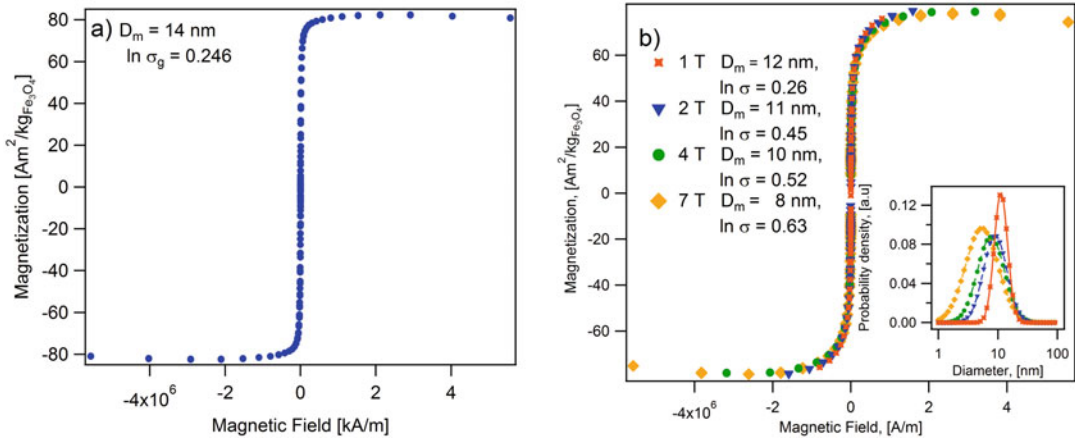 a)
D_m = 14 nm
ln σ_g = 0.246
Magnetization [Am²/kg_Fe₃O₄]
80
60
40
20
0
-20
-40
-60
-80
-4x10⁶
-2
0
2
4
Magnetic Field [kA/m]
b)
1 T D_m = 12 nm,
ln σ = 0.26
2 T D_m = 11 nm,
ln σ = 0.45
4 T D_m = 10 nm,
ln σ = 0.52
7 T D_m = 8 nm,
ln σ = 0.63
Magnetization, [Am²/kg_Fe₃O₄]
60
40
20
0
-20
-40
-60
-4x10⁶
-2
0
2
4
Magnetic Field, [A/m]
Probability density, [a.u]
0.12
0.08
0.04
0.00
1
10
100
Diameter, [nm]